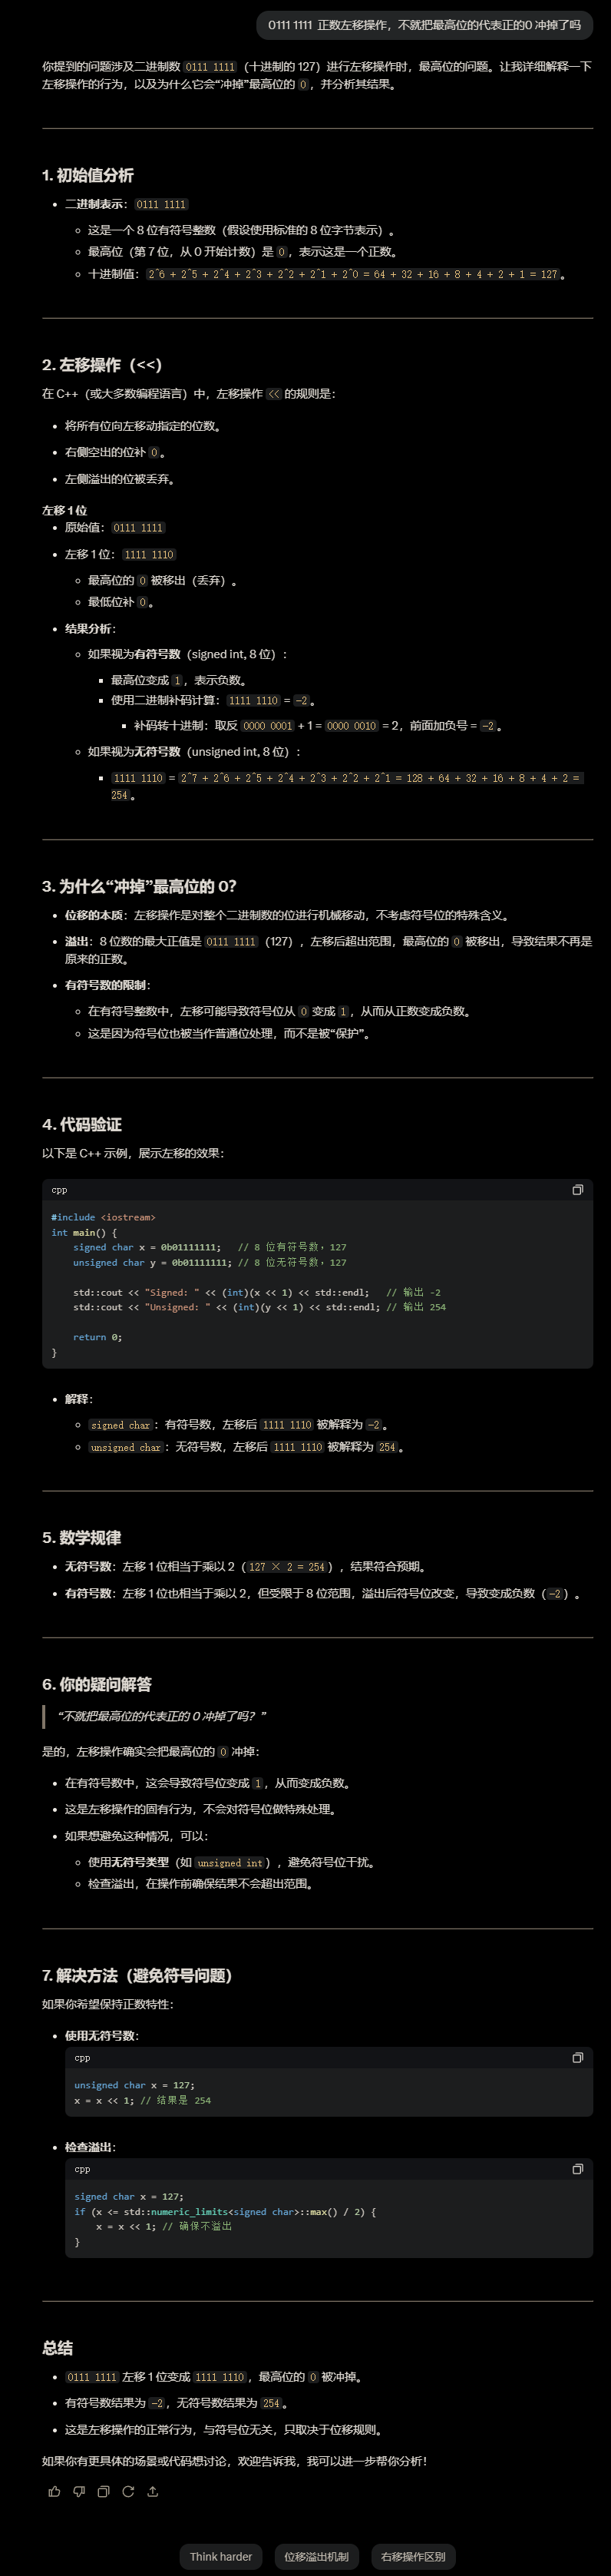 0111 1111 正数左移操作，不就把最高位的代表正的0 冲掉了吗
你提到的问题涉及二进制数 0111 1111（十进制的 127）进行左移操作时，最高位的问题。让我详细解释一下
左移操作的行为，以及为什么它会“冲掉”最高位的 0，并分析其结果。
1. 初始值分析
• 二进制表示：0111 1111
◦ 这是一个 8 位有符号整数（假设使用标准的 8 位字节表示）。
◦ 最高位（第 7 位，从 0 开始计数）是 0，表示这是一个正数。
◦ 十进制值：2^6 + 2^5 + 2^4 + 2^3 + 2^2 + 2^1 + 2^0 = 64 + 32 + 16 + 8 + 4 + 2 + 1 = 127。
2. 左移操作（<<）
在 C++（或大多数编程语言）中，左移操作 << 的规则是：
• 将所有位向左移动指定的位数。
• 右侧空出的位补 0。
• 左侧溢出的位被丢弃。
左移 1 位
• 原始值：0111 1111
• 左移 1 位：1111 1110
◦ 最高位的 0 被移出（丢弃）。
◦ 最低位补 0。
• 结果分析：
◦ 如果视为有符号数（signed int, 8 位）：
▪ 最高位变成 1，表示负数。
▪ 使用二进制补码计算：1111 1110 = -2。
▪ 补码转十进制：取反 0000 0001 + 1 = 0000 0010 = 2，前面加负号 = -2。
◦ 如果视为无符号数（unsigned int, 8 位）：
▪ 1111 1110 = 2^7 + 2^6 + 2^5 + 2^4 + 2^3 + 2^2 + 2^1 = 128 + 64 + 32 + 16 + 8 + 4 + 2 =
254。
3. 为什么“冲掉”最高位的 0？
• 位移的本质：左移操作是对整个二进制数的位进行机械移动，不考虑符号位的特殊含义。
• 溢出：8 位数的最大正值是 0111 1111（127），左移后超出范围，最高位的 0 被移出，导致结果不再是
原来的正数。
• 有符号数的限制：
◦ 在有符号整数中，左移可能导致符号位从 0 变成 1，从而从正数变成负数。
◦ 这是因为符号位也被当作普通位处理，而不是被“保护”。
4. 代码验证
以下是 C++ 示例，展示左移的效果：
cpp
#include <iostream>
int main() {
    signed char x = 0b01111111;   // 8 位有符号数，127
    unsigned char y = 0b01111111; // 8 位无符号数，127
    std::cout << "Signed: " << (int)(x << 1) << std::endl;   // 输出 -2
    std::cout << "Unsigned: " << (int)(y << 1) << std::endl; // 输出 254
    return 0;
}
• 解释：
◦ signed char：有符号数，左移后 1111 1110 被解释为 -2。
◦ unsigned char：无符号数，左移后 1111 1110 被解释为 254。
5. 数学规律
• 无符号数：左移 1 位相当于乘以 2（127 × 2 = 254），结果符合预期。
• 有符号数：左移 1 位也相当于乘以 2，但受限于 8 位范围，溢出后符号位改变，导致变成负数（-2）。
6. 你的疑问解答
“不就把最高位的代表正的 0 冲掉了吗？”
是的，左移操作确实会把最高位的 0 冲掉：
• 在有符号数中，这会导致符号位变成 1，从而变成负数。
• 这是左移操作的固有行为，不会对符号位做特殊处理。
• 如果想避免这种情况，可以：
◦ 使用无符号类型（如 unsigned int），避免符号位干扰。
◦ 检查溢出，在操作前确保结果不会超出范围。
7. 解决方法（避免符号问题）
如果你希望保持正数特性：
• 使用无符号数：
cpp
unsigned char x = 127;
x = x << 1; // 结果是 254
• 检查溢出：
cpp
signed char x = 127;
if (x <= std::numeric_limits<signed char>::max() / 2) {
    x = x << 1; // 确保不溢出
}
总结
• 0111 1111 左移 1 位变成 1111 1110，最高位的 0 被冲掉。
• 有符号数结果为 -2，无符号数结果为 254。
• 这是左移操作的正常行为，与符号位无关，只取决于位移规则。
如果你有更具体的场景或代码想讨论，欢迎告诉我，我可以进一步帮你分析！
Think harder
位移溢出机制
右移操作区别